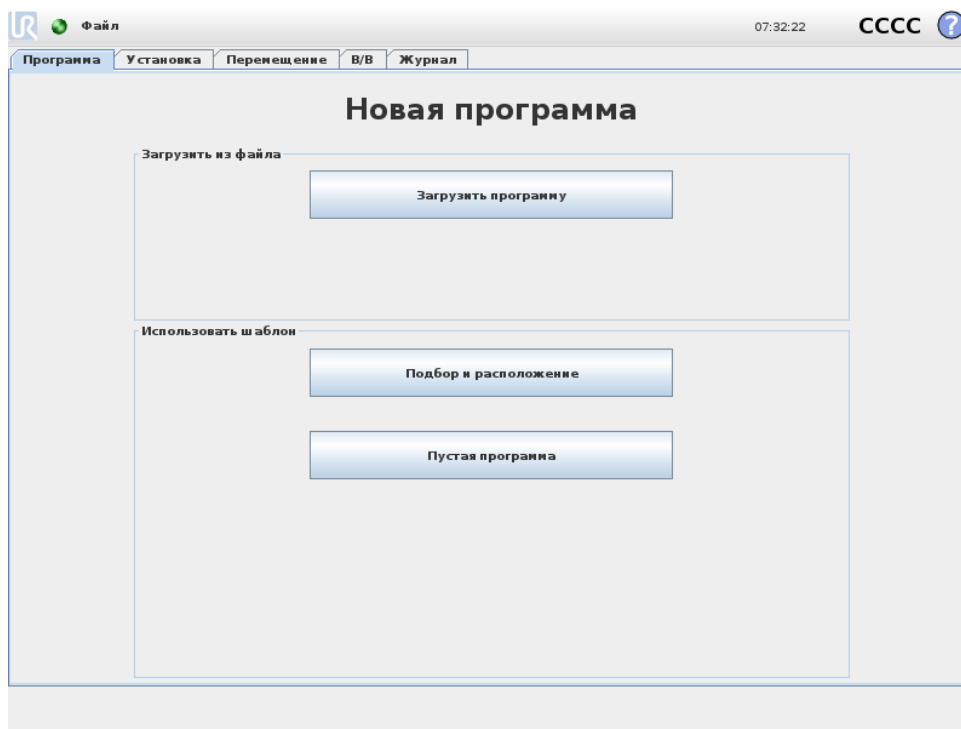 UR
Файл
07:32:22
CCCC
?
Программа
Установка
Перемещение
В/В
Журнал
Новая программа
Загрузить из файла
Загрузить программу
Использовать шаблон
Подбор и расположение
Пустая программа